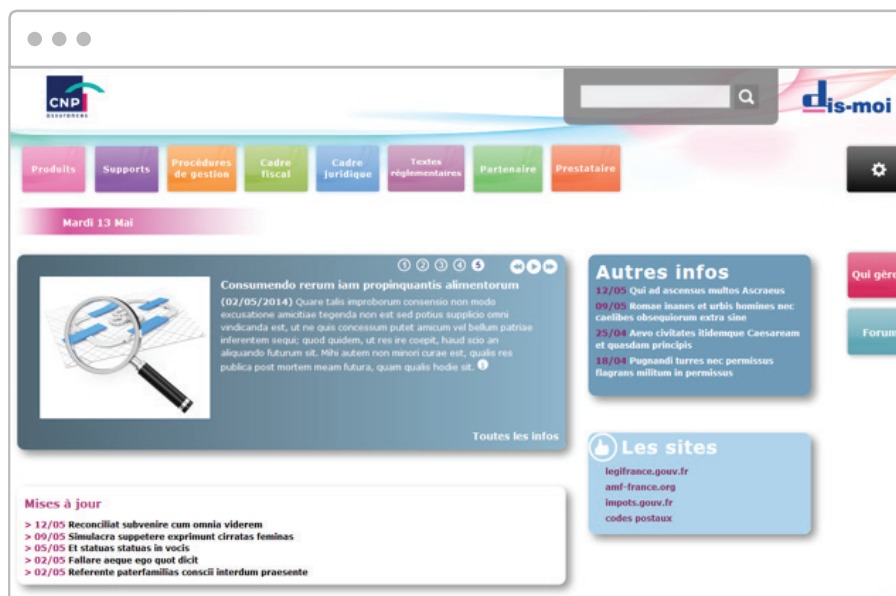 CNP
assurances
dis-moi
Produits
Supports
Procédures
de gestion
Cadre
fiscal
Cadre
juridique
Textes
réglementaires
Partenaire
Prestataire
Mardi 13 Mai
1 2 3 4 5
Consumendo rerum iam propinquantis alimentorum
(02/05/2014) Quare talis improborum consensio non modo
excusatione amicitiae tegenda non est sed potius supplicio omni
vindicanda est, ut ne quis concessum putet amicum vel bellum patriae
inferentem sequi; quod quidem, ut res ire coepit, haud scio an
aliquando futurum sit. Mihi autem non minori curae est, qualis res
publica post mortem meam futura, quam qualis hodie sit.
Toutes les infos
Autres infos
12/05 Qui ad ascensus multos Ascraeus
09/05 Romae inanes et urbis homines nec
caelibes obsequiorum extra sine
25/04 Aevo civitates itidemque Caesaream
et quasdam principis
18/04 Pugnandi turres nec permissus
flagrans militum in permissus
Qui gère
Forum
Les sites
legifrance.gouv.fr
amf-france.org
impots.gouv.fr
codes postaux
Mises à jour
> 12/05 Reconciliat subvenire cum omnia viderem
> 09/05 Simulacra suppetere exprimunt cirratas feminas
> 05/05 Et statuas statuas in vocis
> 02/05 Fallare aeque ego quot dicit
> 02/05 Referente paterfamilias conscii interdum praesente